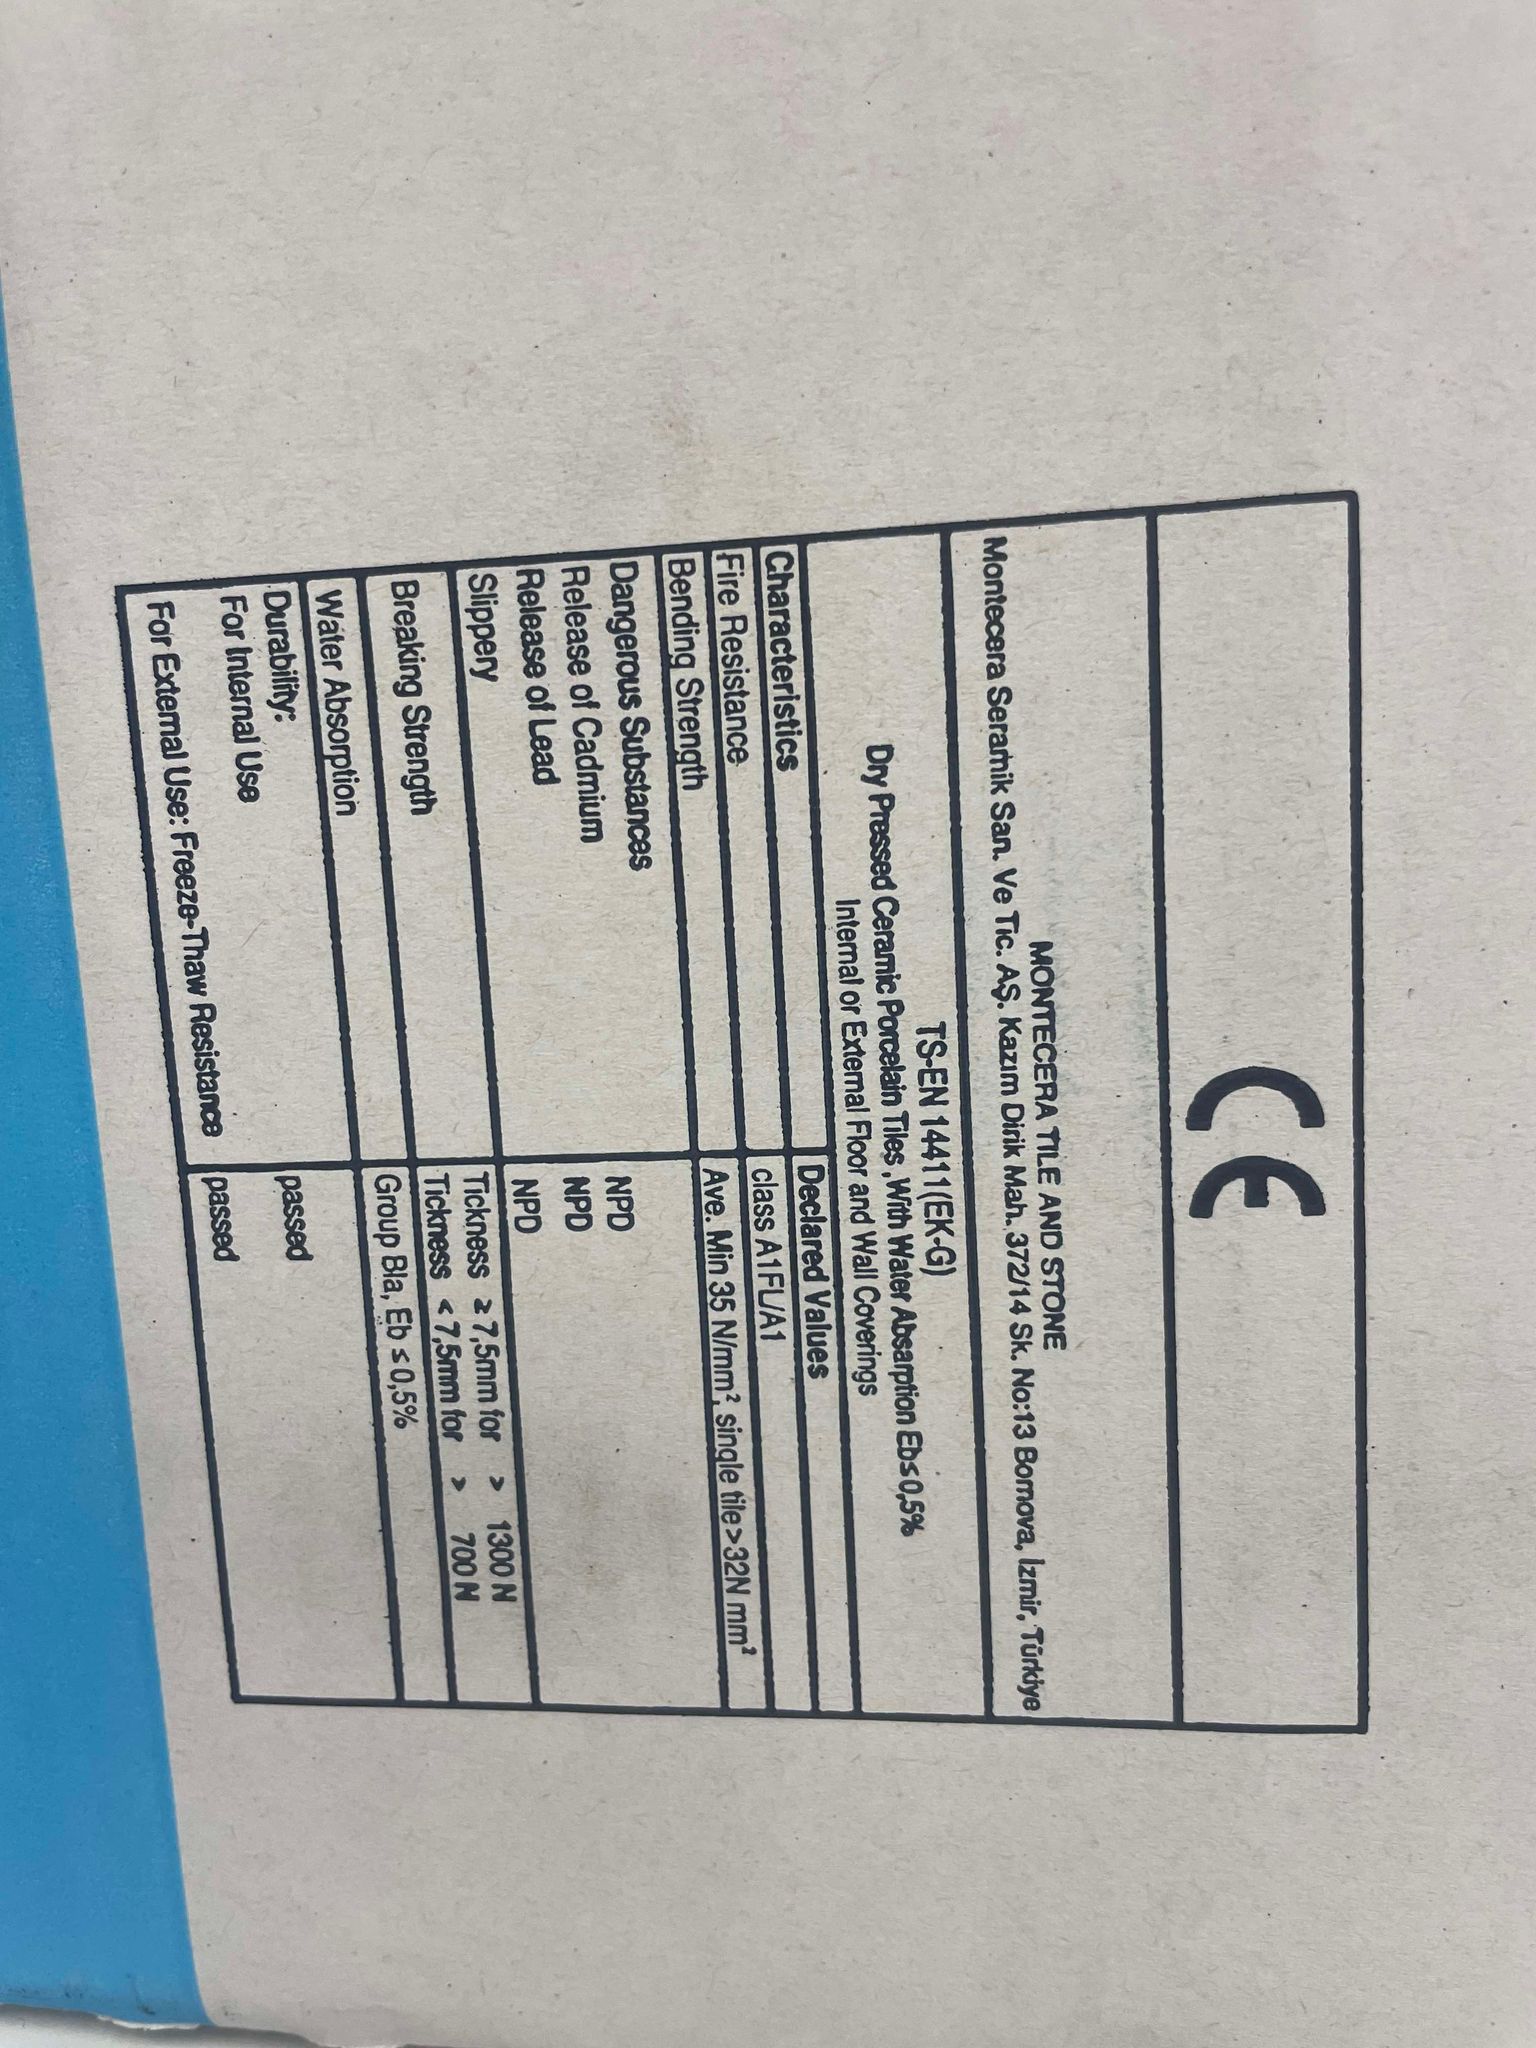 CE
MONTECERA TILE AND STONE
Montecera Seramik San. Ve Tic. AŞ. Kazım Dirik Mah. 372/14 Sk. No:13 Bornova, İzmir, Türkiye
TS-EN 14411(EK-G)
Dry Pressed Ceramic Porcelain Tiles ,With Water Absarption Eb≤0,5%
Internal or External Floor and Wall Coverings
Characteristics Declared Values
Fire Resistance class A1FL/A1
Bending Strength Ave. Min 35 N/mm², single tile>32N mm²
Dangerous Substances NPD
Release of Cadmium NPD
Release of Lead NPD
Slippery Tickness ≥7,5mm for > 1300 N
Breaking Strength Tickness <7,5mm for > 700 N
Water Absorption Group Bla, Eb ≤0,5%
Durability:
For Internal Use passed
For External Use: Freeze-Thaw Resistance passed